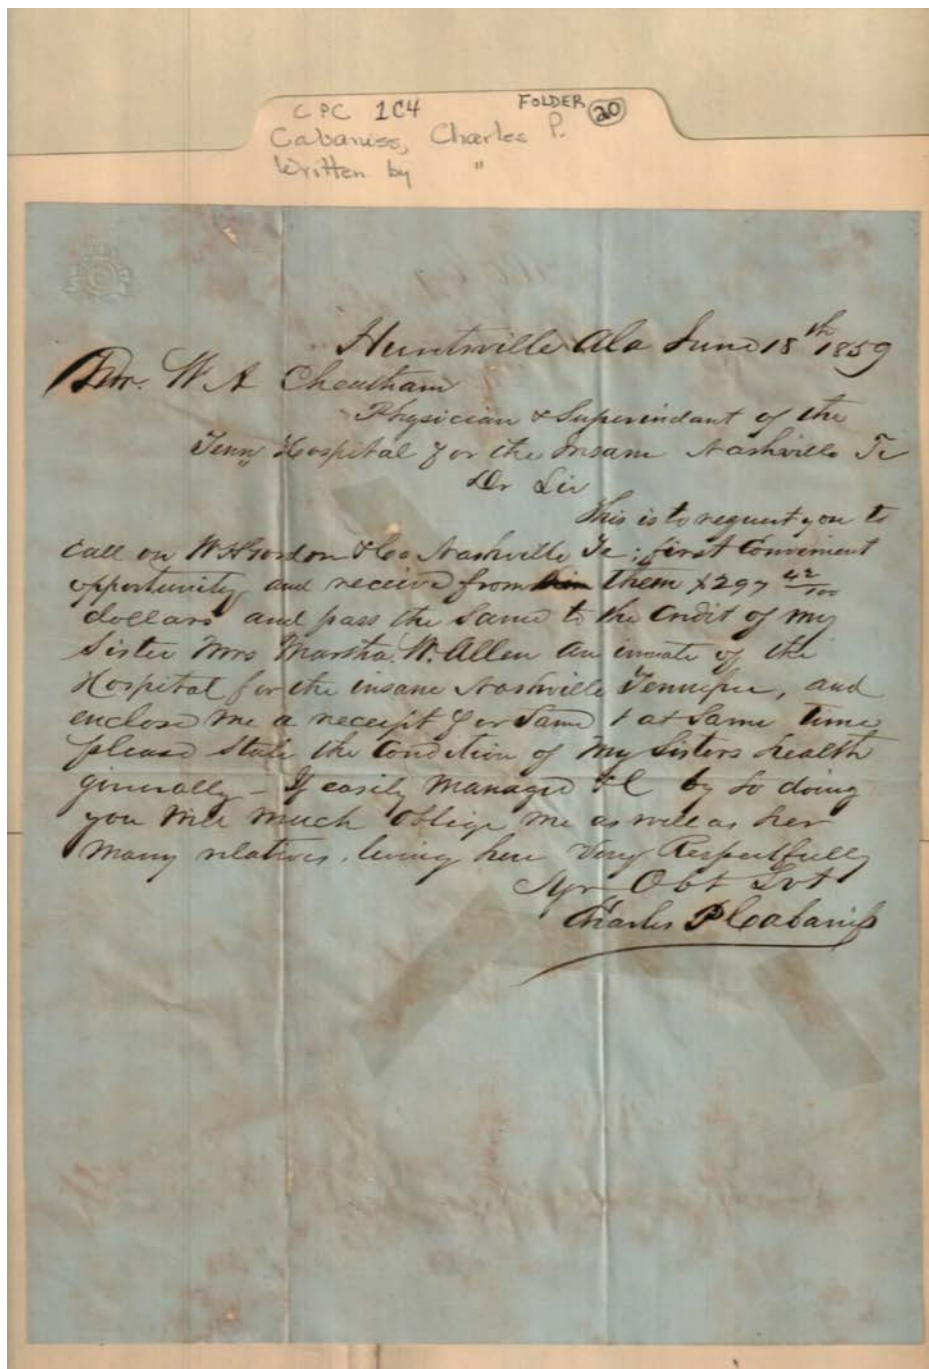 CPC 1C4 FOLDER 20
Cabaniss, Charles P.
Written by "
Huntsville Ala June 18th 1859
W A Cheatham
Physician & Superindant of the
Tenn Hospital for the Insane Nashville Te
Dr Sir
This is to request you to
Call on W H Gordon & Co Nashville Te; first Convenient
opportunity and receive from him them $297 42/100
dollars and pass the Same to the Credit of my
Sister Mrs Martha. W. Allen an inmate of the
Hospital for the insane Nashville Tennessee, and
enclose me a receipt for Same & at Same time
please State the Condition of My Sisters health
generally - If easily Managed &C by so doing
you Will Much Oblige me as well as her
Many relatives, living here Very Respectfully
Yr Obt Svt
Charles P Cabaniss